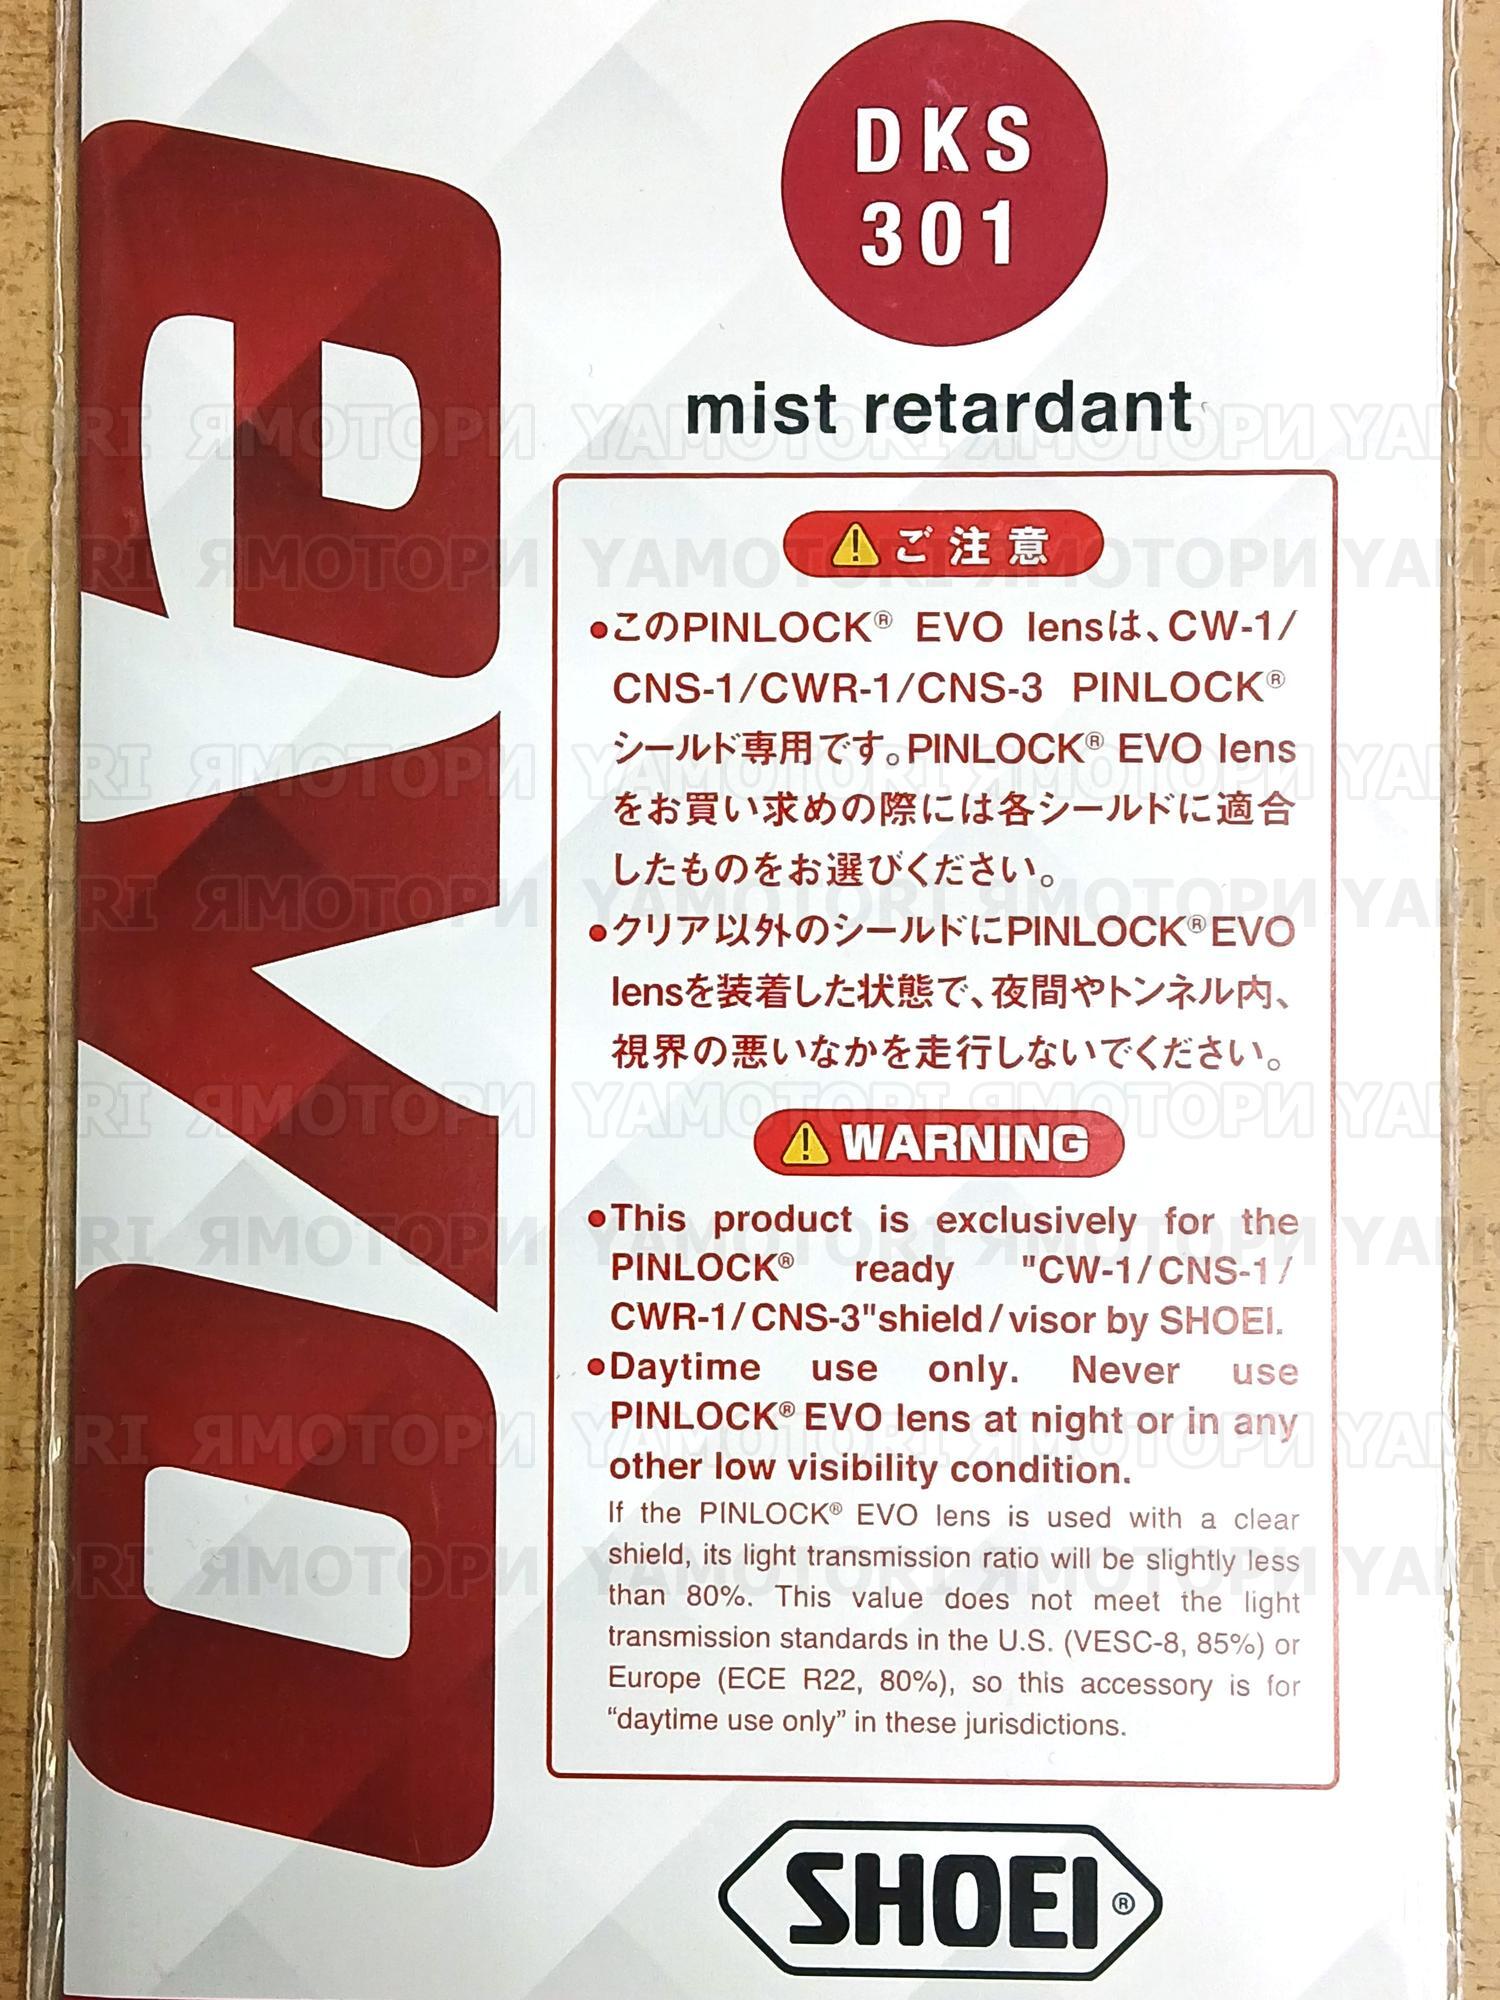 DKS
301
mist retardant
EVO
ご注意
●このPINLOCK® EVO lensは、CW-1/
CNS-1/CWR-1/CNS-3 PINLOCK®
シールド専用です。PINLOCK® EVO lens
をお買い求めの際には各シールドに適合
したものをお選びください。
●クリア以外のシールドにPINLOCK® EVO
lensを装着した状態で、夜間やトンネル内、
視界の悪いなかを走行しないでください。
WARNING
●This product is exclusively for the
PINLOCK® ready "CW-1/CNS-1/
CWR-1/CNS-3"shield/visor by SHOEI.
●Daytime use only. Never use
PINLOCK® EVO lens at night or in any
other low visibility condition.
If the PINLOCK® EVO lens is used with a clear
shield, its light transmission ratio will be slightly less
than 80%. This value does not meet the light
transmission standards in the U.S. (VESC-8, 85%) or
Europe (ECE R22, 80%), so this accessory is for
“daytime use only” in these jurisdictions.
SHOEI®
YAMOTORI ЯМОТОРИ